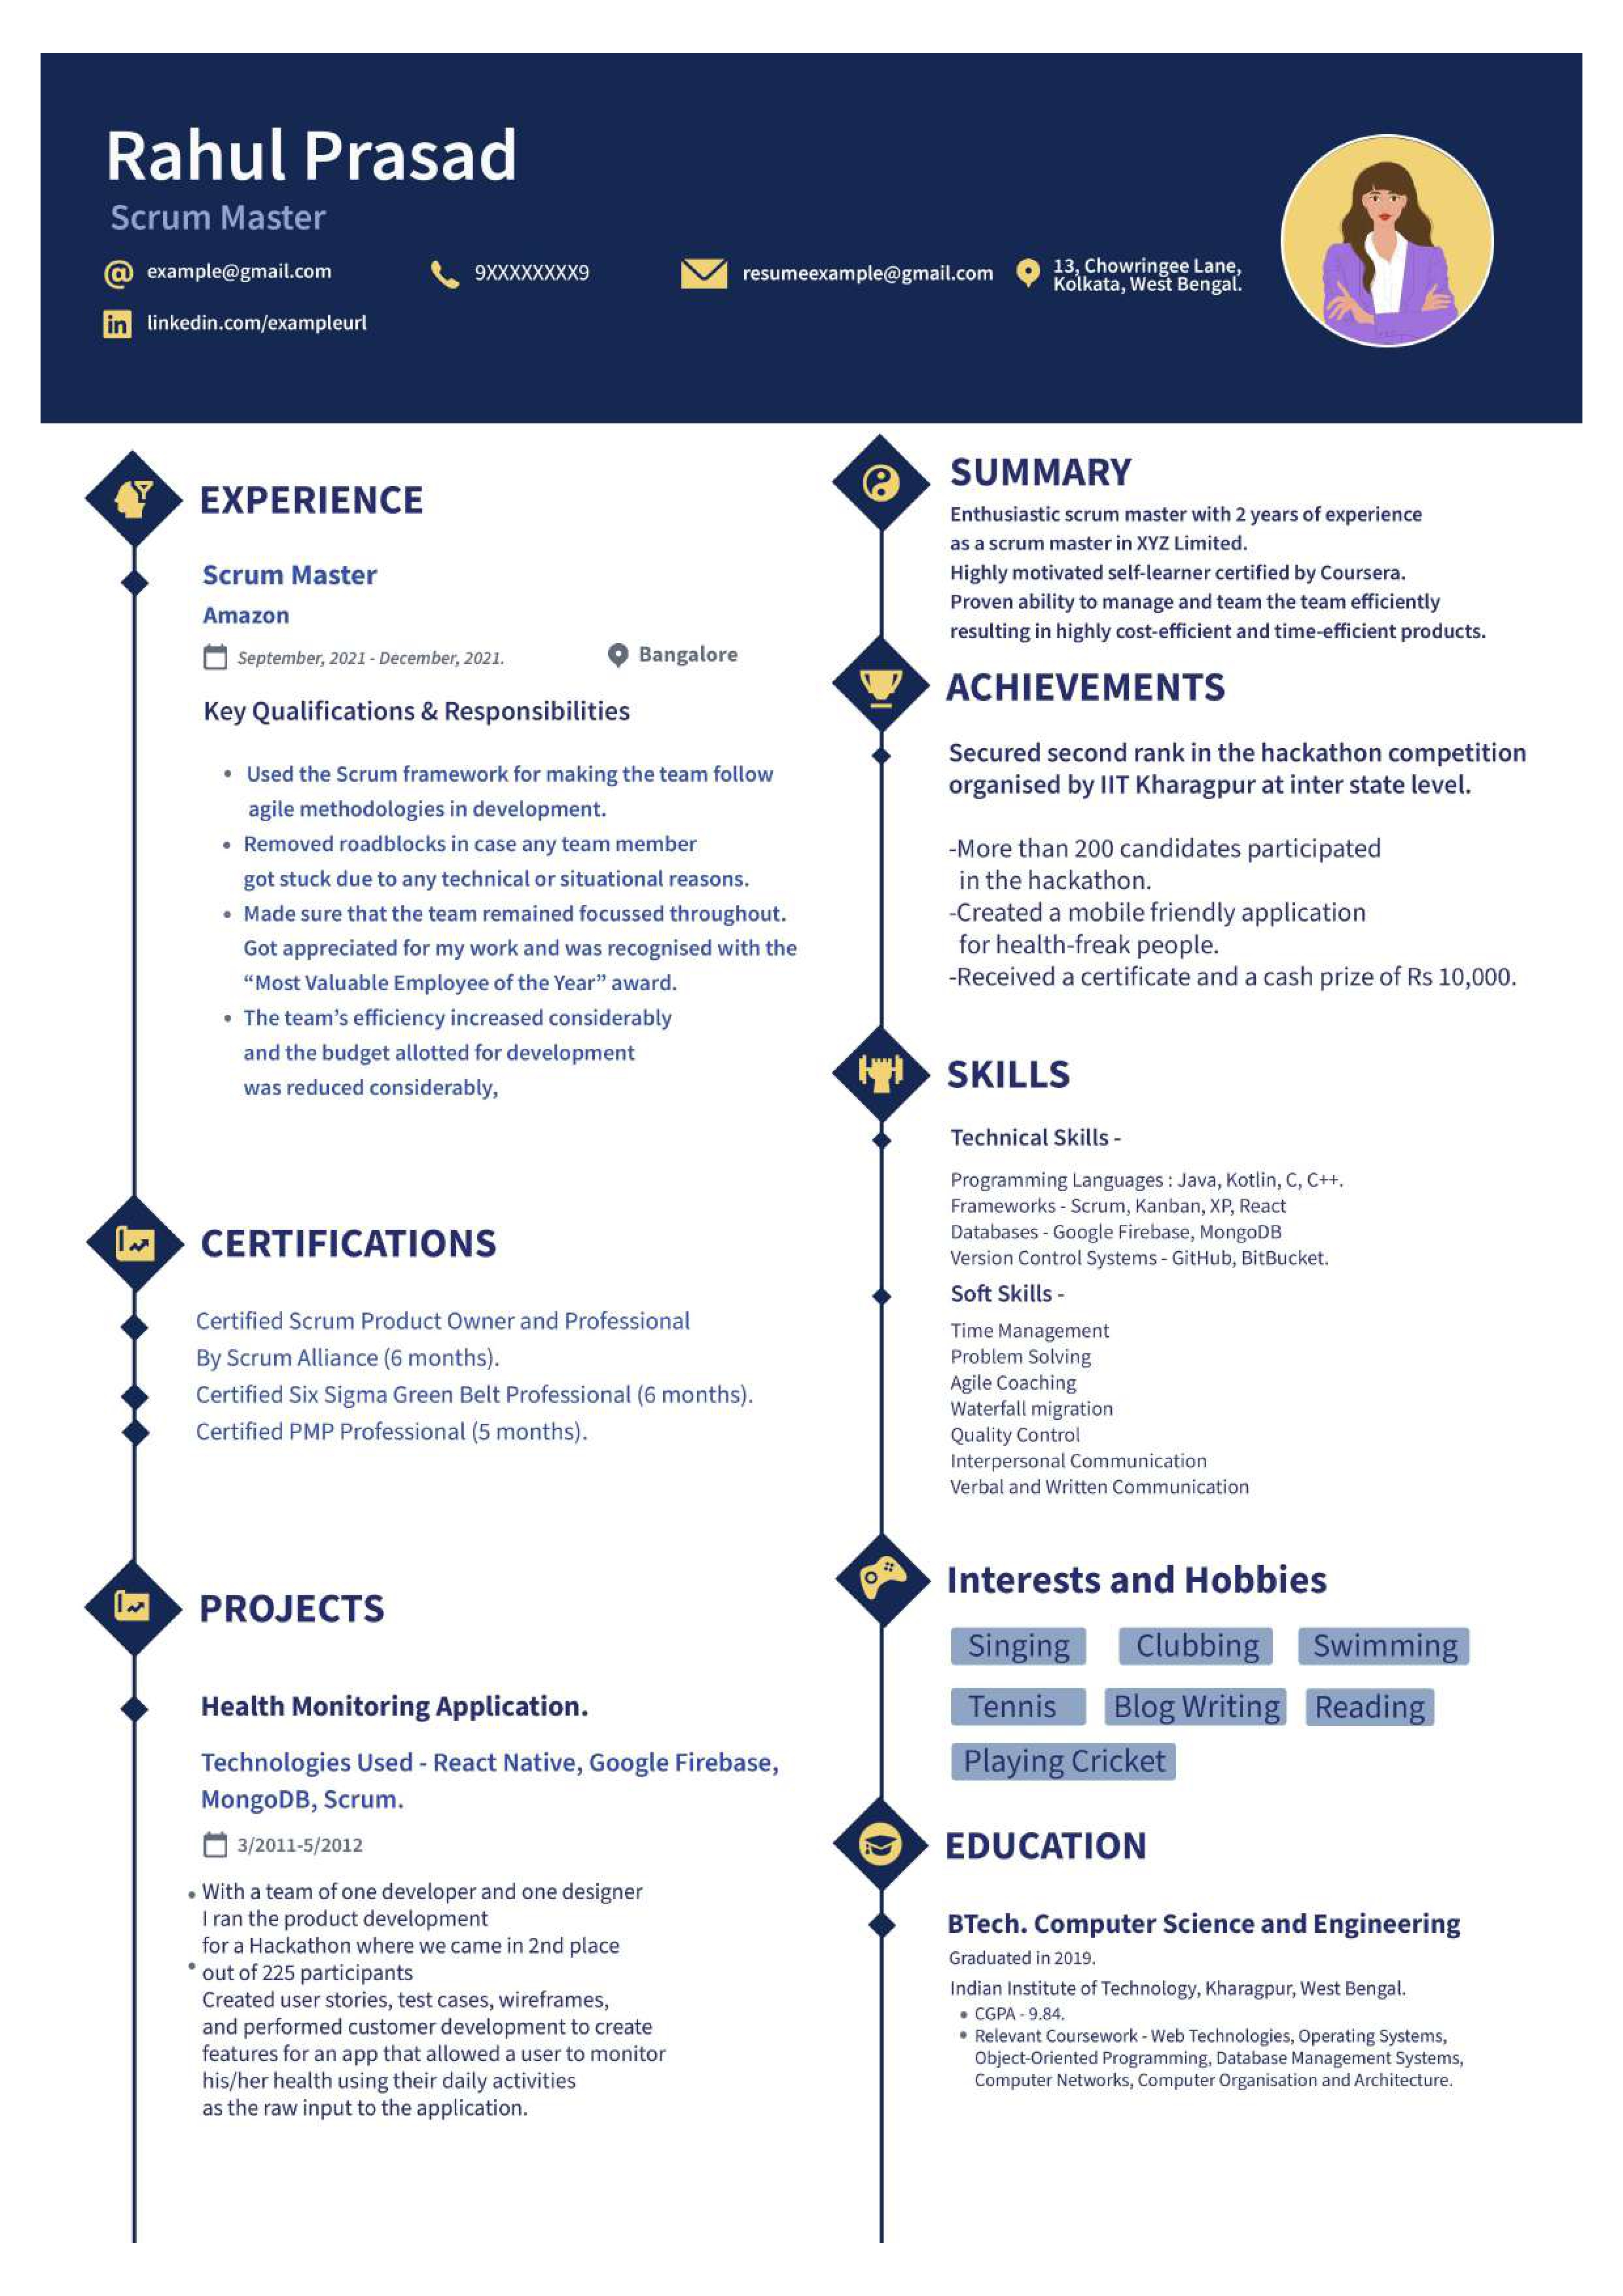 Rahul Prasad
Scrum Master
example@gmail.com
9XXXXXXXX9
resumeexample@gmail.com
13, Chowringee Lane,
Kolkata, West Bengal.
in
linkedin.com/exampleurl
EXPERIENCE
Scrum Master
Amazon
September, 2021 - December, 2021.
Bangalore
Key Qualifications & Responsibilities
• Used the Scrum framework for making the team follow
agile methodologies in development.
• Removed roadblocks in case any team member
got stuck due to any technical or situational reasons.
• Made sure that the team remained focussed throughout.
Got appreciated for my work and was recognised with the
“Most Valuable Employee of the Year” award.
• The team’s efficiency increased considerably
and the budget allotted for development
was reduced considerably,
CERTIFICATIONS
Certified Scrum Product Owner and Professional
By Scrum Alliance (6 months).
Certified Six Sigma Green Belt Professional (6 months).
Certified PMP Professional (5 months).
PROJECTS
Health Monitoring Application.
Technologies Used - React Native, Google Firebase,
MongoDB, Scrum.
3/2011-5/2012
• With a team of one developer and one designer
I ran the product development
for a Hackathon where we came in 2nd place
• out of 225 participants
Created user stories, test cases, wireframes,
and performed customer development to create
features for an app that allowed a user to monitor
his/her health using their daily activities
as the raw input to the application.
SUMMARY
Enthusiastic scrum master with 2 years of experience
as a scrum master in XYZ Limited.
Highly motivated self-learner certified by Coursera.
Proven ability to manage and team the team efficiently
resulting in highly cost-efficient and time-efficient products.
ACHIEVEMENTS
Secured second rank in the hackathon competition
organised by IIT Kharagpur at inter state level.
-More than 200 candidates participated
in the hackathon.
-Created a mobile friendly application
for health-freak people.
-Received a certificate and a cash prize of Rs 10,000.
SKILLS
Technical Skills -
Programming Languages : Java, Kotlin, C, C++.
Frameworks - Scrum, Kanban, XP, React
Databases - Google Firebase, MongoDB
Version Control Systems - GitHub, BitBucket.
Soft Skills -
Time Management
Problem Solving
Agile Coaching
Waterfall migration
Quality Control
Interpersonal Communication
Verbal and Written Communication
Interests and Hobbies
Singing Clubbing Swimming
Tennis Blog Writing Reading
Playing Cricket
EDUCATION
BTech. Computer Science and Engineering
Graduated in 2019.
Indian Institute of Technology, Kharagpur, West Bengal.
• CGPA - 9.84.
• Relevant Coursework - Web Technologies, Operating Systems,
Object-Oriented Programming, Database Management Systems,
Computer Networks, Computer Organisation and Architecture.